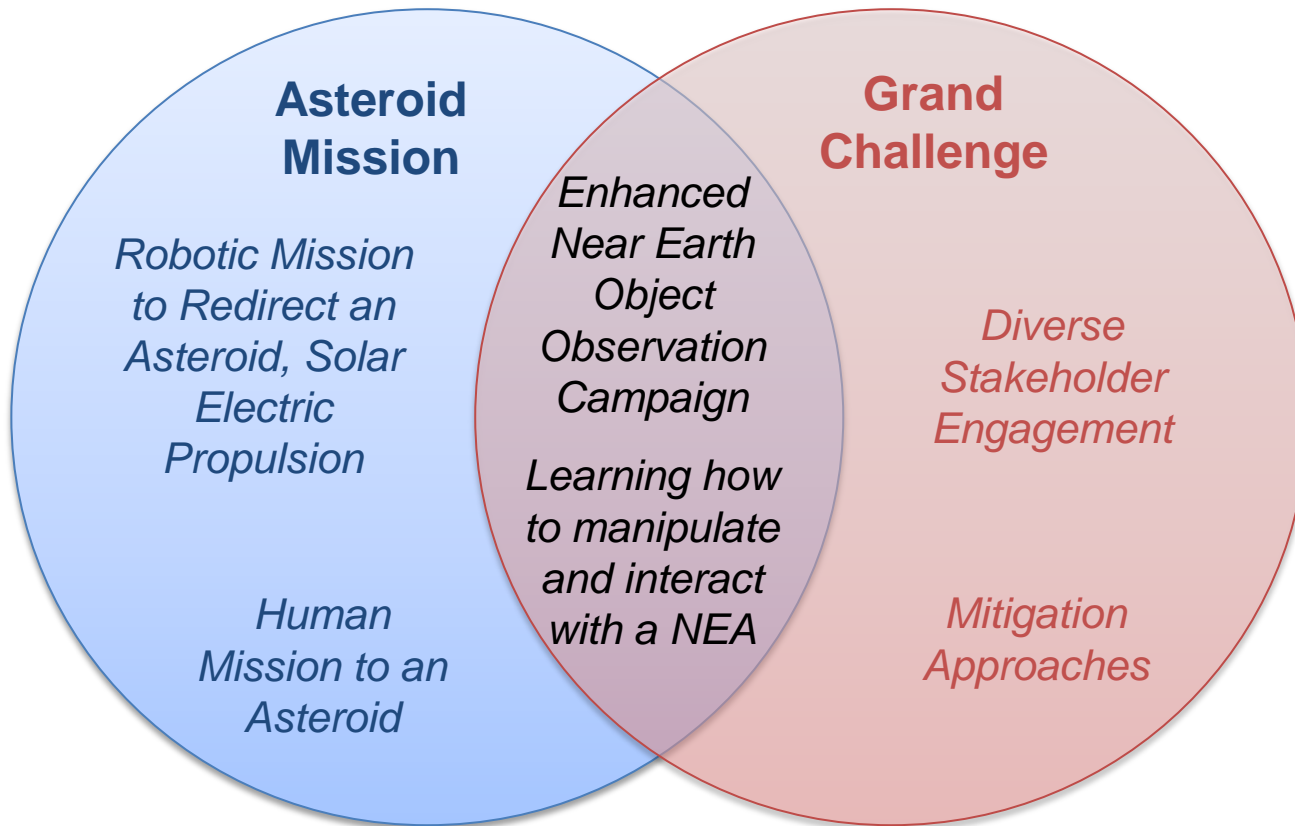 Asteroid
Mission
Robotic Mission
to Redirect an
Asteroid, Solar
Electric
Propulsion
Human
Mission to an
Asteroid
Enhanced
Near Earth
Object
Observation
Campaign
Learning how
to manipulate
and interact
with a NEA
Grand
Challenge
Diverse
Stakeholder
Engagement
Mitigation
Approaches